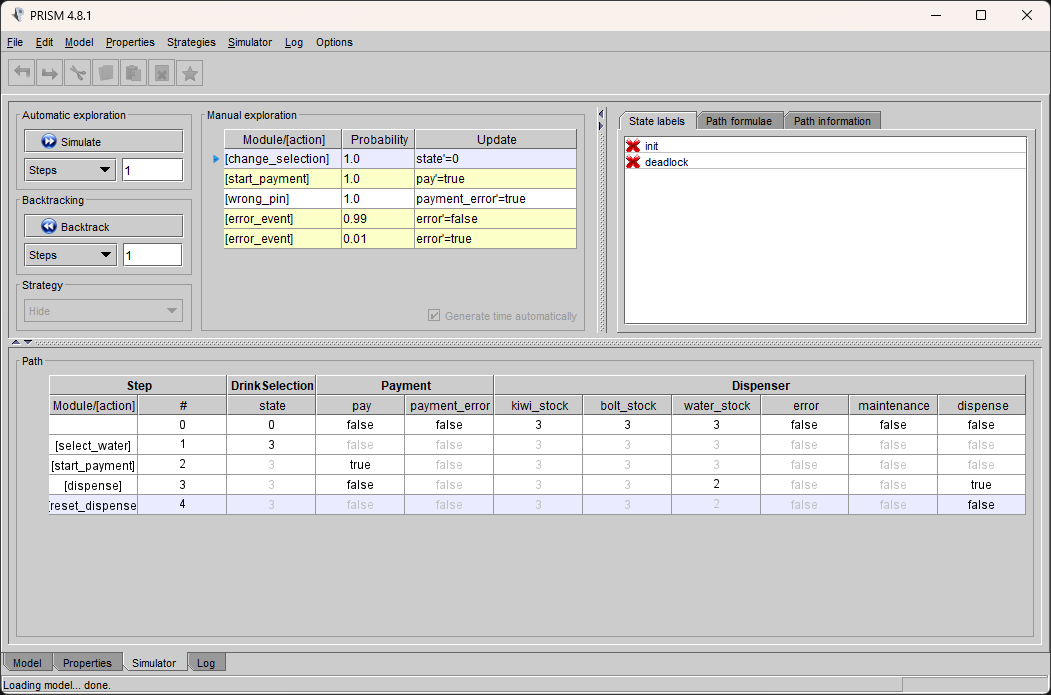 PRISM 4.8.1
File Edit Model Properties Strategies Simulator Log Options
Automatic exploration
Simulate
Steps 1
Backtracking
Backtrack
Steps 1
Strategy
Hide
Manual exploration
Module/[action] Probability Update
[change_selection] 1.0 state'=0
[start_payment] 1.0 pay'=true
[wrong_pin] 1.0 payment_error'=true
[error_event] 0.99 error'=false
[error_event] 0.01 error'=true
Generate time automatically
State labels Path formulae Path information
init
deadlock
Path
Step DrinkSelection Payment Dispenser
Module/[action] # state pay payment_error kiwi_stock bolt_stock water_stock error maintenance dispense
0 0 false false 3 3 3 false false false
[select_water] 1 3 false false 3 3 3 false false false
[start_payment] 2 3 true false 3 3 3 false false false
[dispense] 3 3 false false 3 3 2 false false true
reset_dispense 4 3 false false 3 3 2 false false false
Model Properties Simulator Log
Loading model... done.